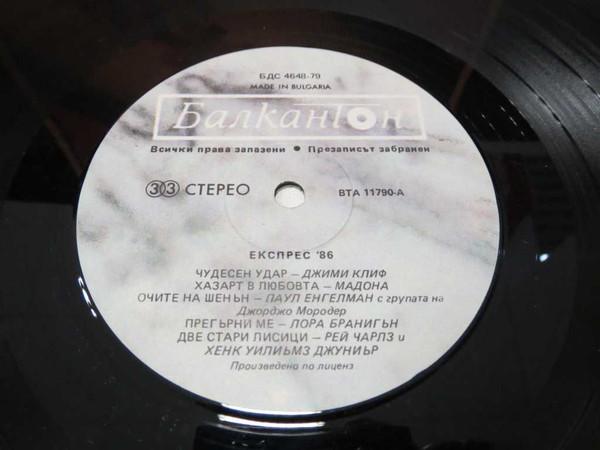 БДС 4648-79
MADE IN BULGARIA
Балкантон
Всички права запазени • Презаписът забранен
33 СТЕРЕО
ВТА 11790-А
ЕКСПРЕС '86
ЧУДЕСЕН УДАР – ДЖИМИ КЛИФ
ХАЗАРТ В ЛЮБОВТА – МАДОНА
ОЧИТЕ НА ШЕНЪН – ПАУЛ ЕНГЕЛМАН с групата на
Джорджо Мородер
ПРЕГЪРНИ МЕ – ЛОРА БРАНИГЪН
ДВЕ СТАРИ ЛИСИЦИ – РЕЙ ЧАРЛЗ и
ХЕНК УИЛИЬМЗ ДЖУНИЪР
Произведено по лиценз